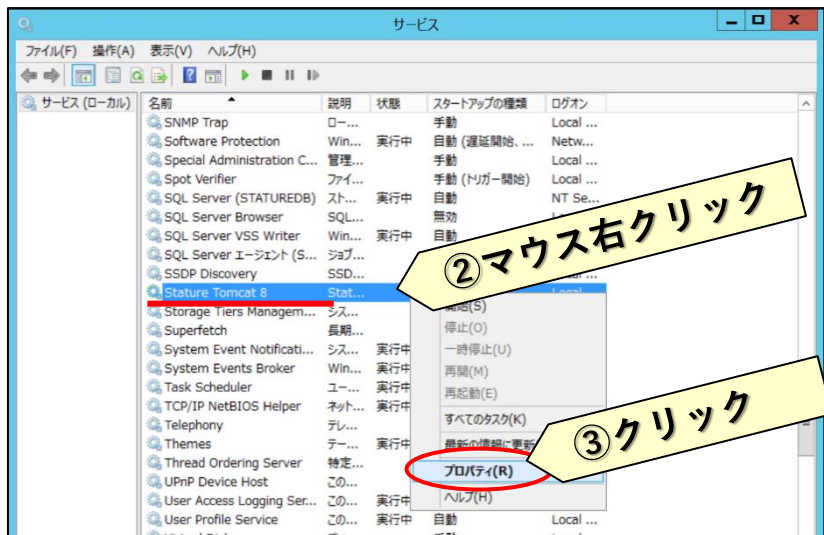 サービス
ファイル(F) 操作(A) 表示(V) ヘルプ(H)
サービス (ローカル)
名前 説明 状態 スタートアップの種類 ログオン
SNMP Trap ロー... 手動 Local ...
Software Protection Win... 実行中 自動 (遅延開始、... Netw...
Special Administration C... 管理... 手動 Local ...
Spot Verifier ファイ... 手動 (トリガー開始) Local ...
SQL Server (STATUREDB) スト... 実行中 自動 NT Se...
SQL Server Browser SQL... 無効
SQL Server VSS Writer Win... 実行中 自動
SQL Server エージェント (S... ジョブ...
SSDP Discovery SSD...
Stature Tomcat 8 Stat...
Storage Tiers Managem... シス...
Superfetch 長期...
System Event Notificati... シス... 実行中
System Events Broker Win... 実行中
Task Scheduler ユー... 実行中
TCP/IP NetBIOS Helper ネット... 実行中
Telephony テレ...
Themes テー... 実行中
Thread Ordering Server 特定...
UPnP Device Host この...
User Access Logging Ser... この... 実行中
User Profile Service この... 実行中 自動 Local ...
②マウス右クリック
開始(S)
停止(O)
一時停止(U)
再開(M)
再起動(E)
すべてのタスク(K)
最新の情報に更新
プロパティ(R)
ヘルプ(H)
③クリック